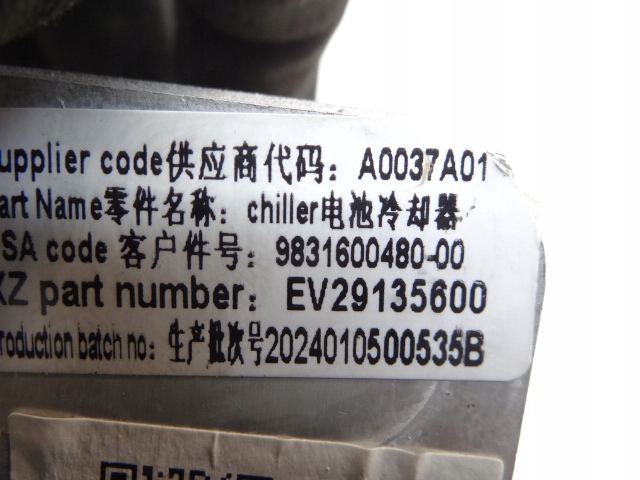 upplier code供应商代码：A0037A01
art Name零件名称：chiller电池冷却器
SA code 客户件号：9831600480-00
XZ part number：EV29135600
roduction batch no：生产批次号2024010500535B